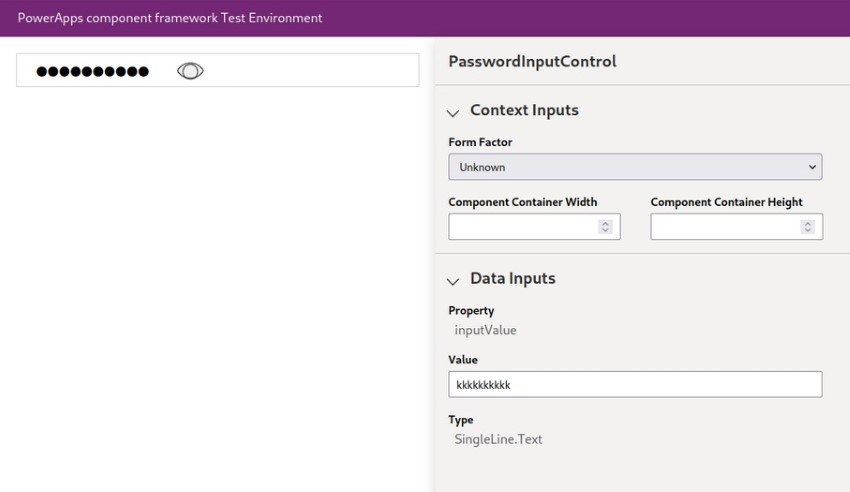 PowerApps component framework Test Environment
●●●●●●●●●●
PasswordInputControl
Context Inputs
Form Factor
Unknown
Component Container Width
Component Container Height
Data Inputs
Property
inputValue
Value
kkkkkkkkkk
Type
SingleLine.Text